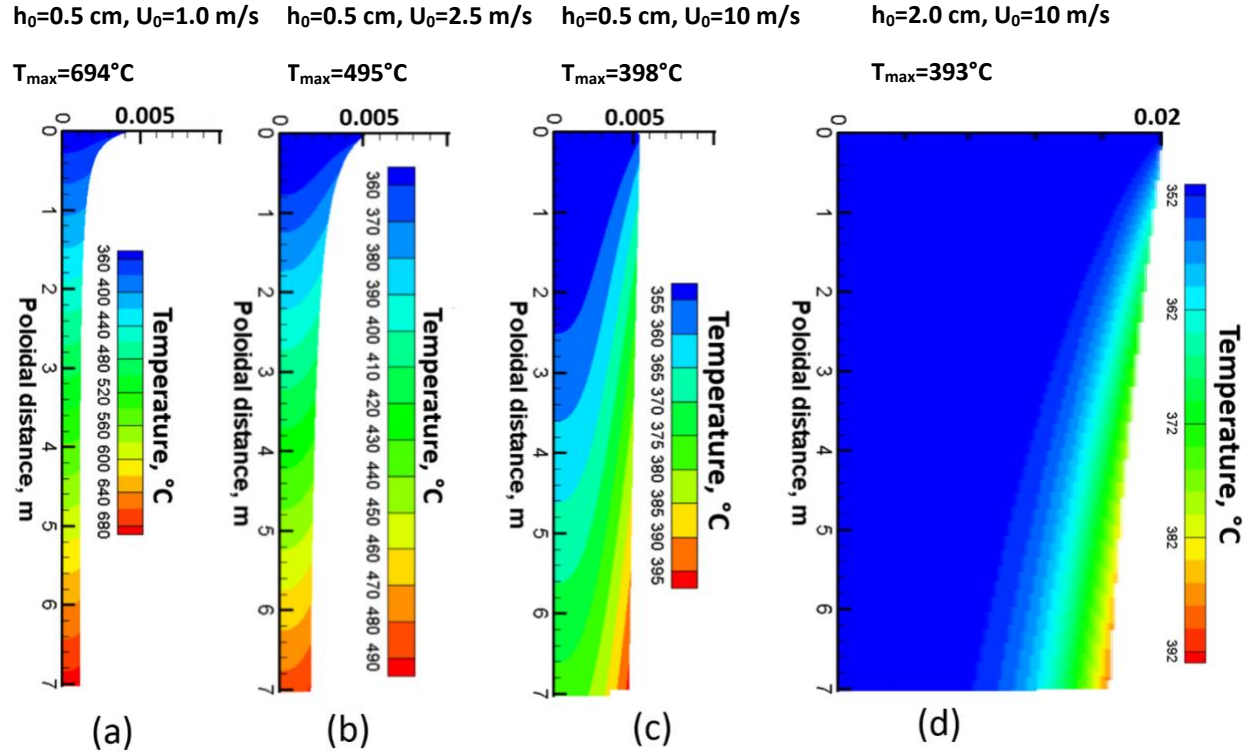 h₀=0.5 cm, U₀=1.0 m/s h₀=0.5 cm, U₀=2.5 m/s h₀=0.5 cm, U₀=10 m/s h₀=2.0 cm, U₀=10 m/s
Tmax=694°C Tmax=495°C Tmax=398°C Tmax=393°C
0 0.005
0 1 2 3 4 5 6 7
Poloidal distance, m
360 400 440 480 520 560 600 640 680
Temperature, °C
0 0.005
0 1 2 3 4 5 6 7
Poloidal distance, m
360 370 380 390 400 410 420 430 440 450 460 470 480 490
Temperature, °C
0 0.005
0 1 2 3 4 5 6 7
Poloidal distance, m
355 360 365 370 375 380 385 390 395
Temperature, °C
0 0.02
0 1 2 3 4 5 6 7
352 362 372 382 392
Temperature, °C
(a) (b) (c) (d)